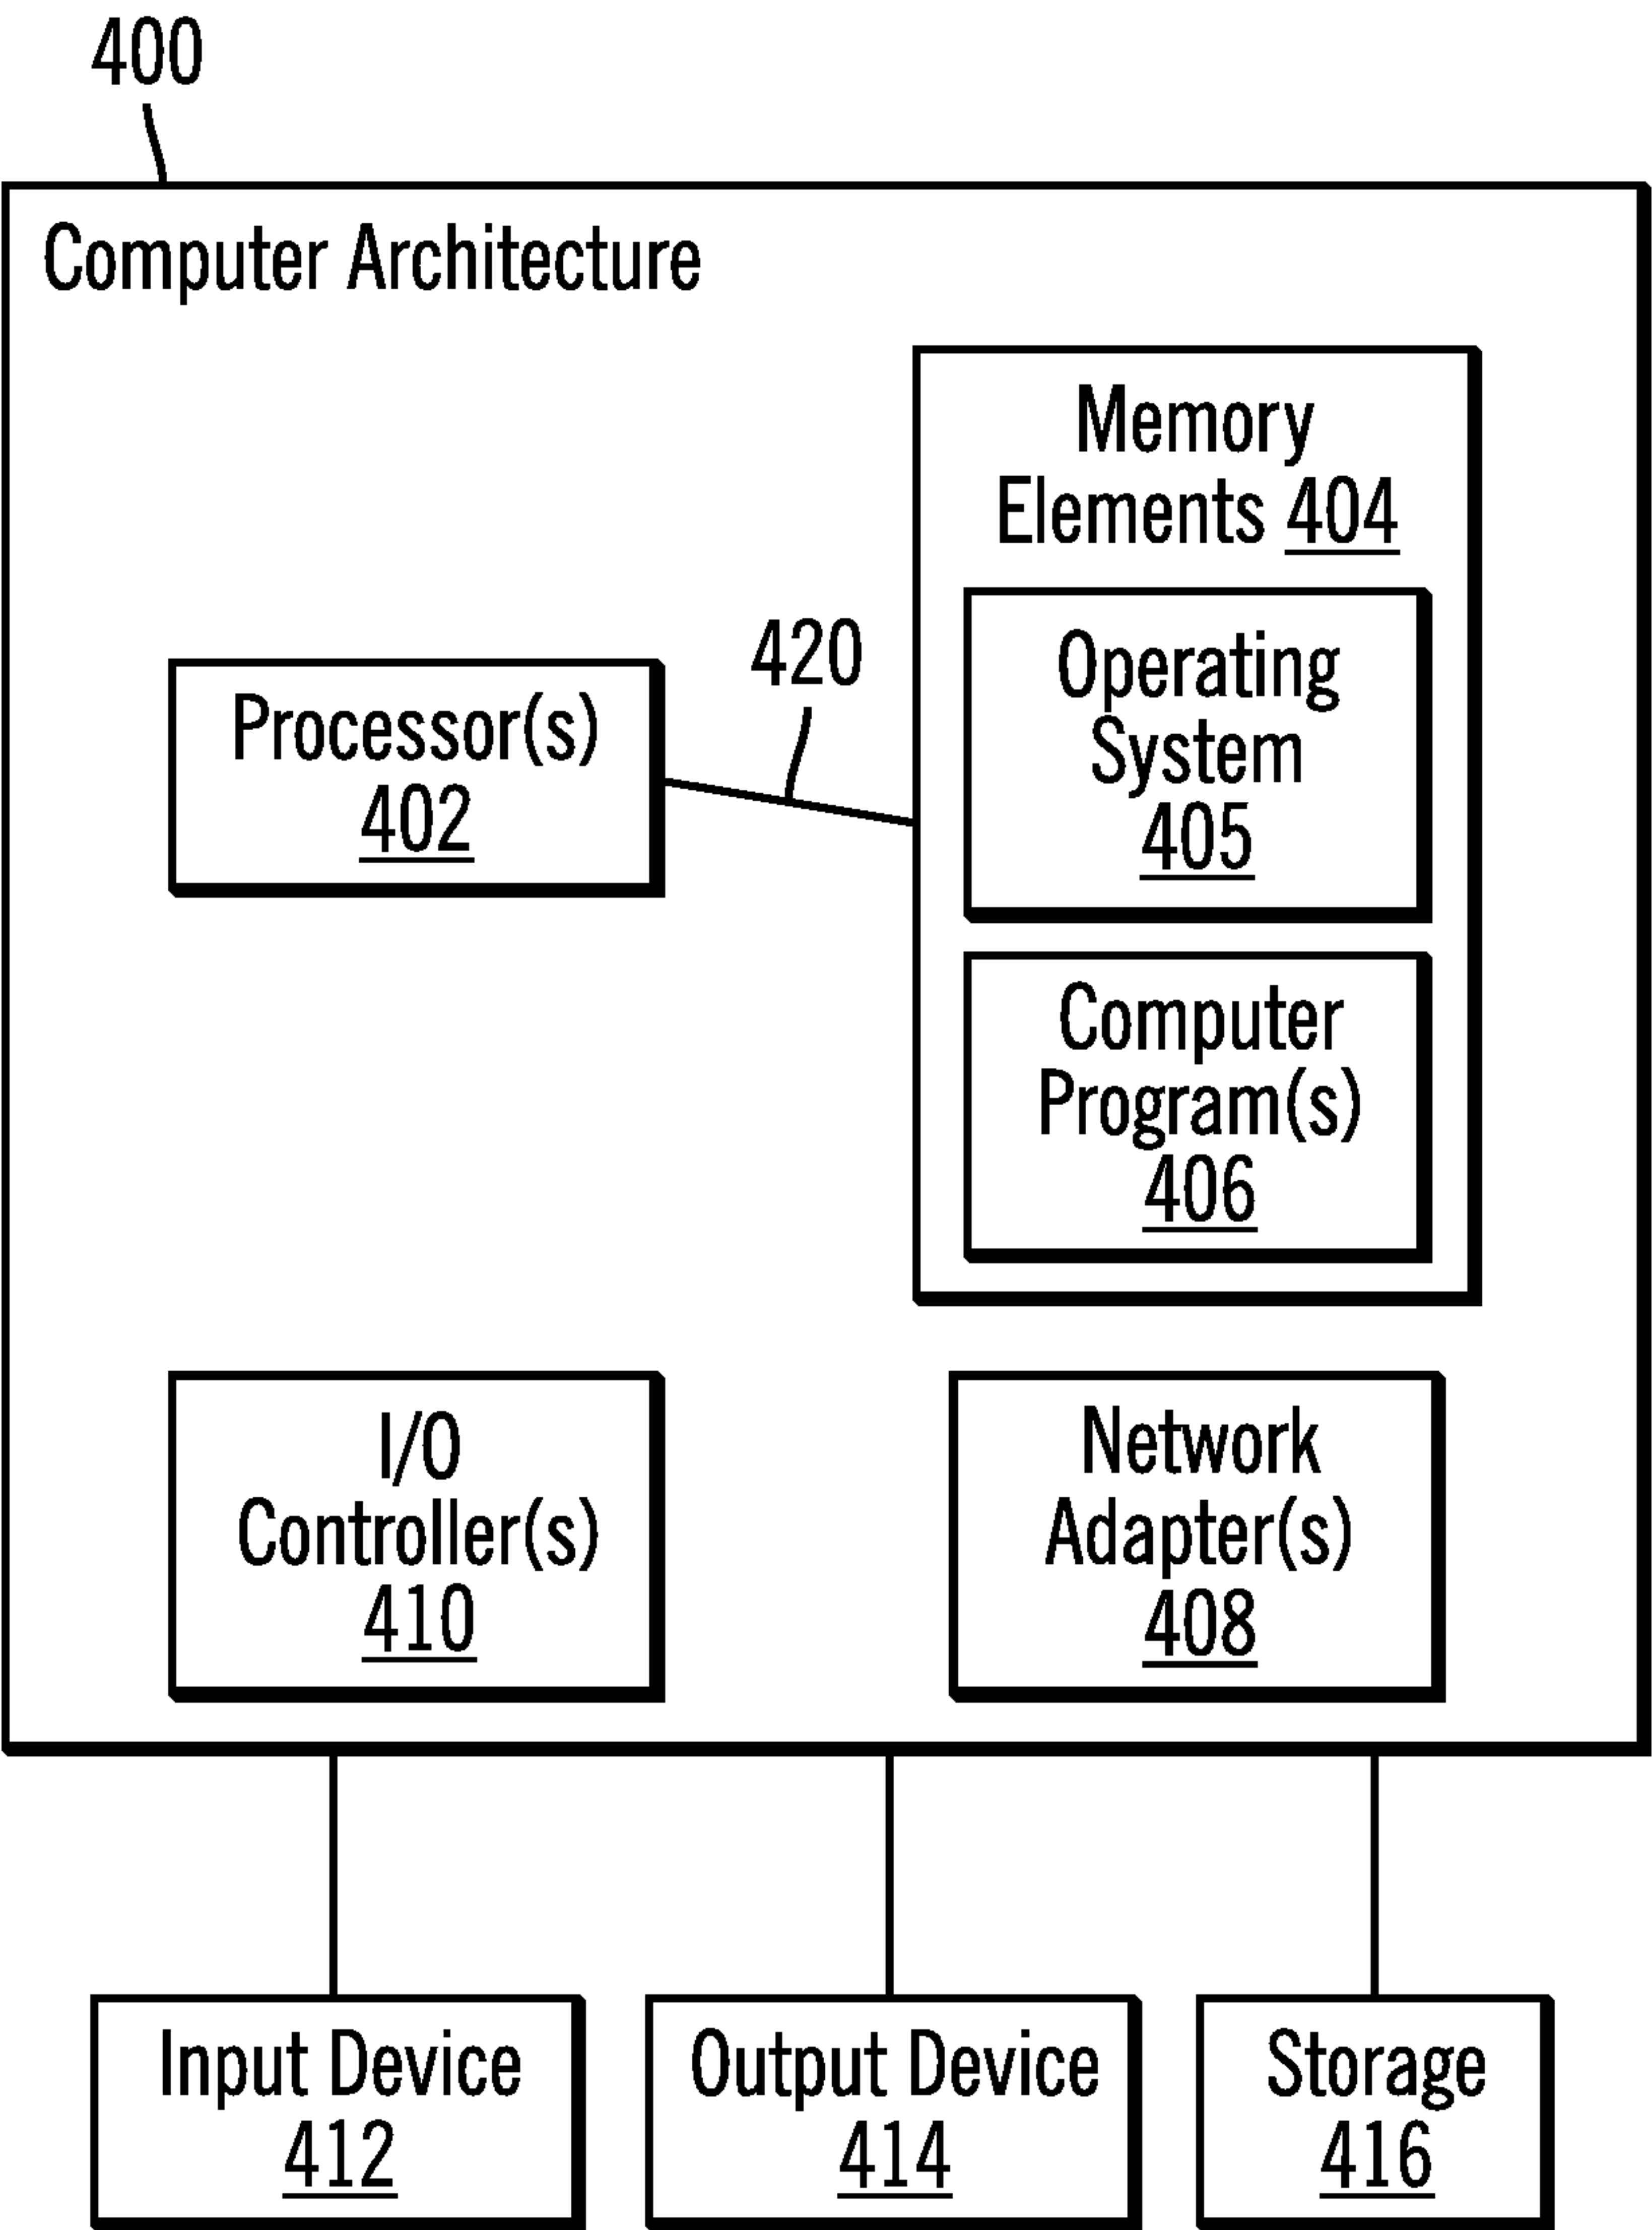 400
Computer Architecture
Memory
Elements 404
Operating
System
405
420
Processor(s)
402
Computer
Program(s)
406
I/O
Controller(s)
410
Network
Adapter(s)
408
Input Device
412
Output Device
414
Storage
416